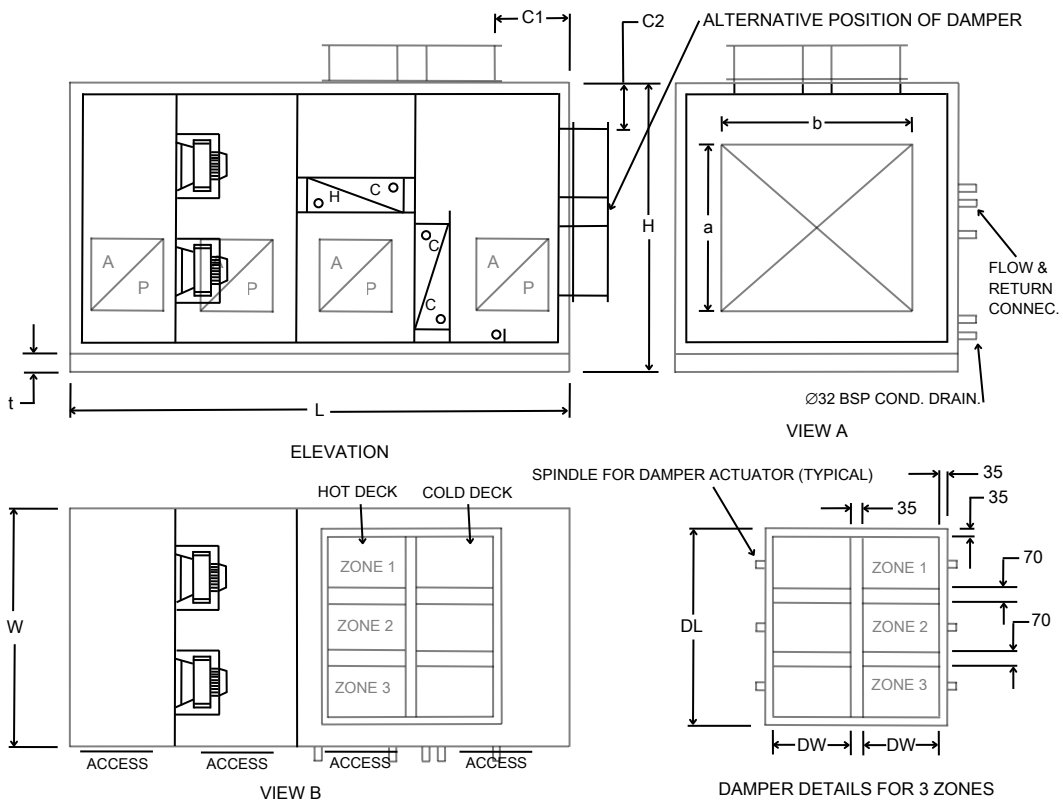 C1
C2
ALTERNATIVE POSITION OF DAMPER
b
H
C
H
a
A
P
A
P
A
P
A
P
C
C
FLOW &
RETURN
CONNEC.
t
L
Ø32 BSP COND. DRAIN.
VIEW A
ELEVATION
HOT DECK
COLD DECK
SPINDLE FOR DAMPER ACTUATOR (TYPICAL)
35
35
35
70
70
W
ZONE 1
ZONE 2
ZONE 3
DL
ZONE 1
ZONE 2
ZONE 3
DW
DW
ACCESS
ACCESS
ACCESS
ACCESS
VIEW B
DAMPER DETAILS FOR 3 ZONES